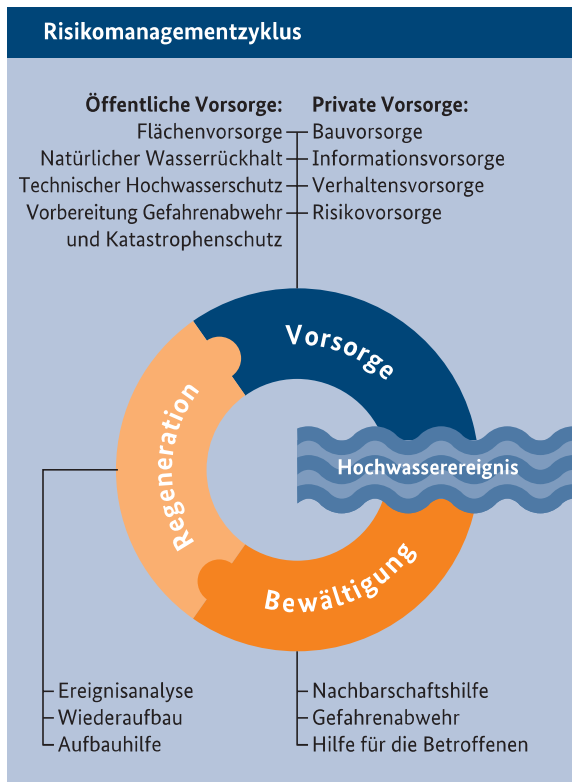 Risikomanagementzyklus
Öffentliche Vorsorge:
Flächenvorsorge
Natürlicher Wasserrückhalt
Technischer Hochwasserschutz
Vorbereitung Gefahrenabwehr
und Katastrophenschutz
Private Vorsorge:
Bauvorsorge
Informationsvorsorge
Verhaltensvorsorge
Risikovorsorge
Vorsorge
Hochwasserereignis
Bewältigung
Regeneration
Ereignisanalyse
Wiederaufbau
Aufbauhilfe
Nachbarschaftshilfe
Gefahrenabwehr
Hilfe für die Betroffenen